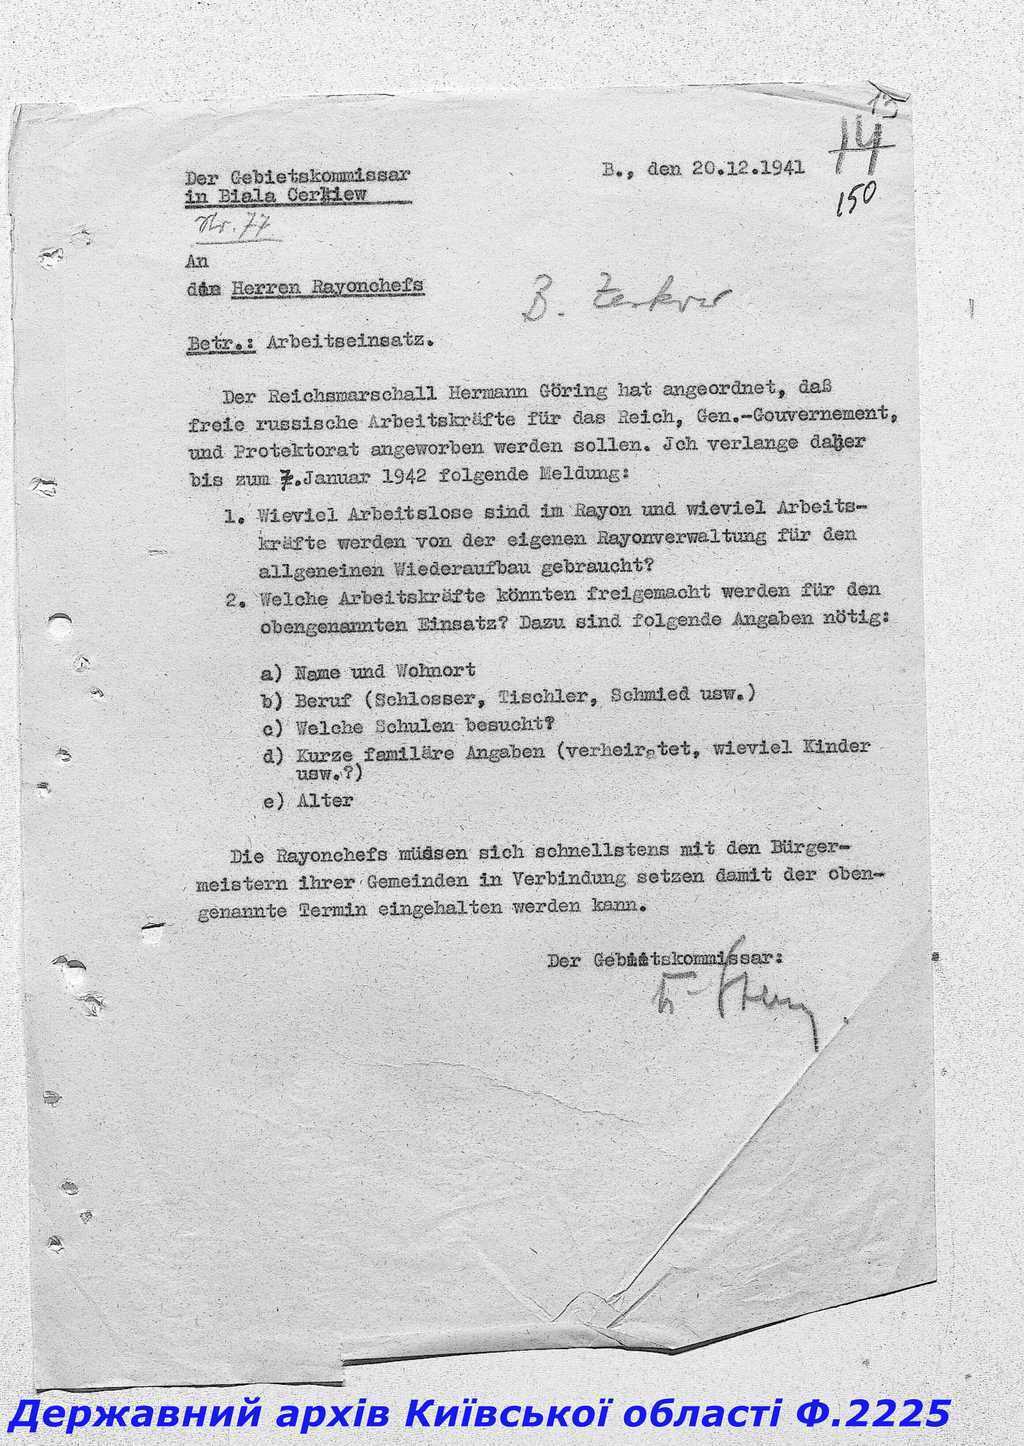 13
14
150
Der Gebietskommissar
in Biala Cerkiew
B., den 20.12.1941
Nr. 77
An
die Herren Rayonchefs
B. Zerkow
Betr.: Arbeitseinsatz.
Der Reichsmarschall Hermann Göring hat angeordnet, daß
freie russische Arbeitskräfte für das Reich, Gen.-Gouvernement,
und Protektorat angeworben werden sollen. Jch verlange daher
bis zum 7.Januar 1942 folgende Meldung:
1. Wieviel Arbeitslose sind im Rayon und wieviel Arbeits-
kräfte werden von der eigenen Rayonverwaltung für den
allgeneinen Wiederaufbau gebraucht?
2. Welche Arbeitskräfte könnten freigemacht werden für den
obengenannten Einsatz? Dazu sind folgende Angaben nötig:
a) Name und Wohnort
b) Beruf (Schlosser, Tischler, Schmied usw.)
c) Welche Schulen besucht?
d) Kurze familäre Angaben (verheiratet, wieviel Kinder
usw.?)
e) Alter
Die Rayonchefs müssen sich schnellstens mit den Bürger-
meistern ihrer Gemeinden in Verbindung setzen damit der oben-
genannte Termin eingehalten werden kann.
Der Gebietskommissar:
Державний архів Київської області Ф.2225